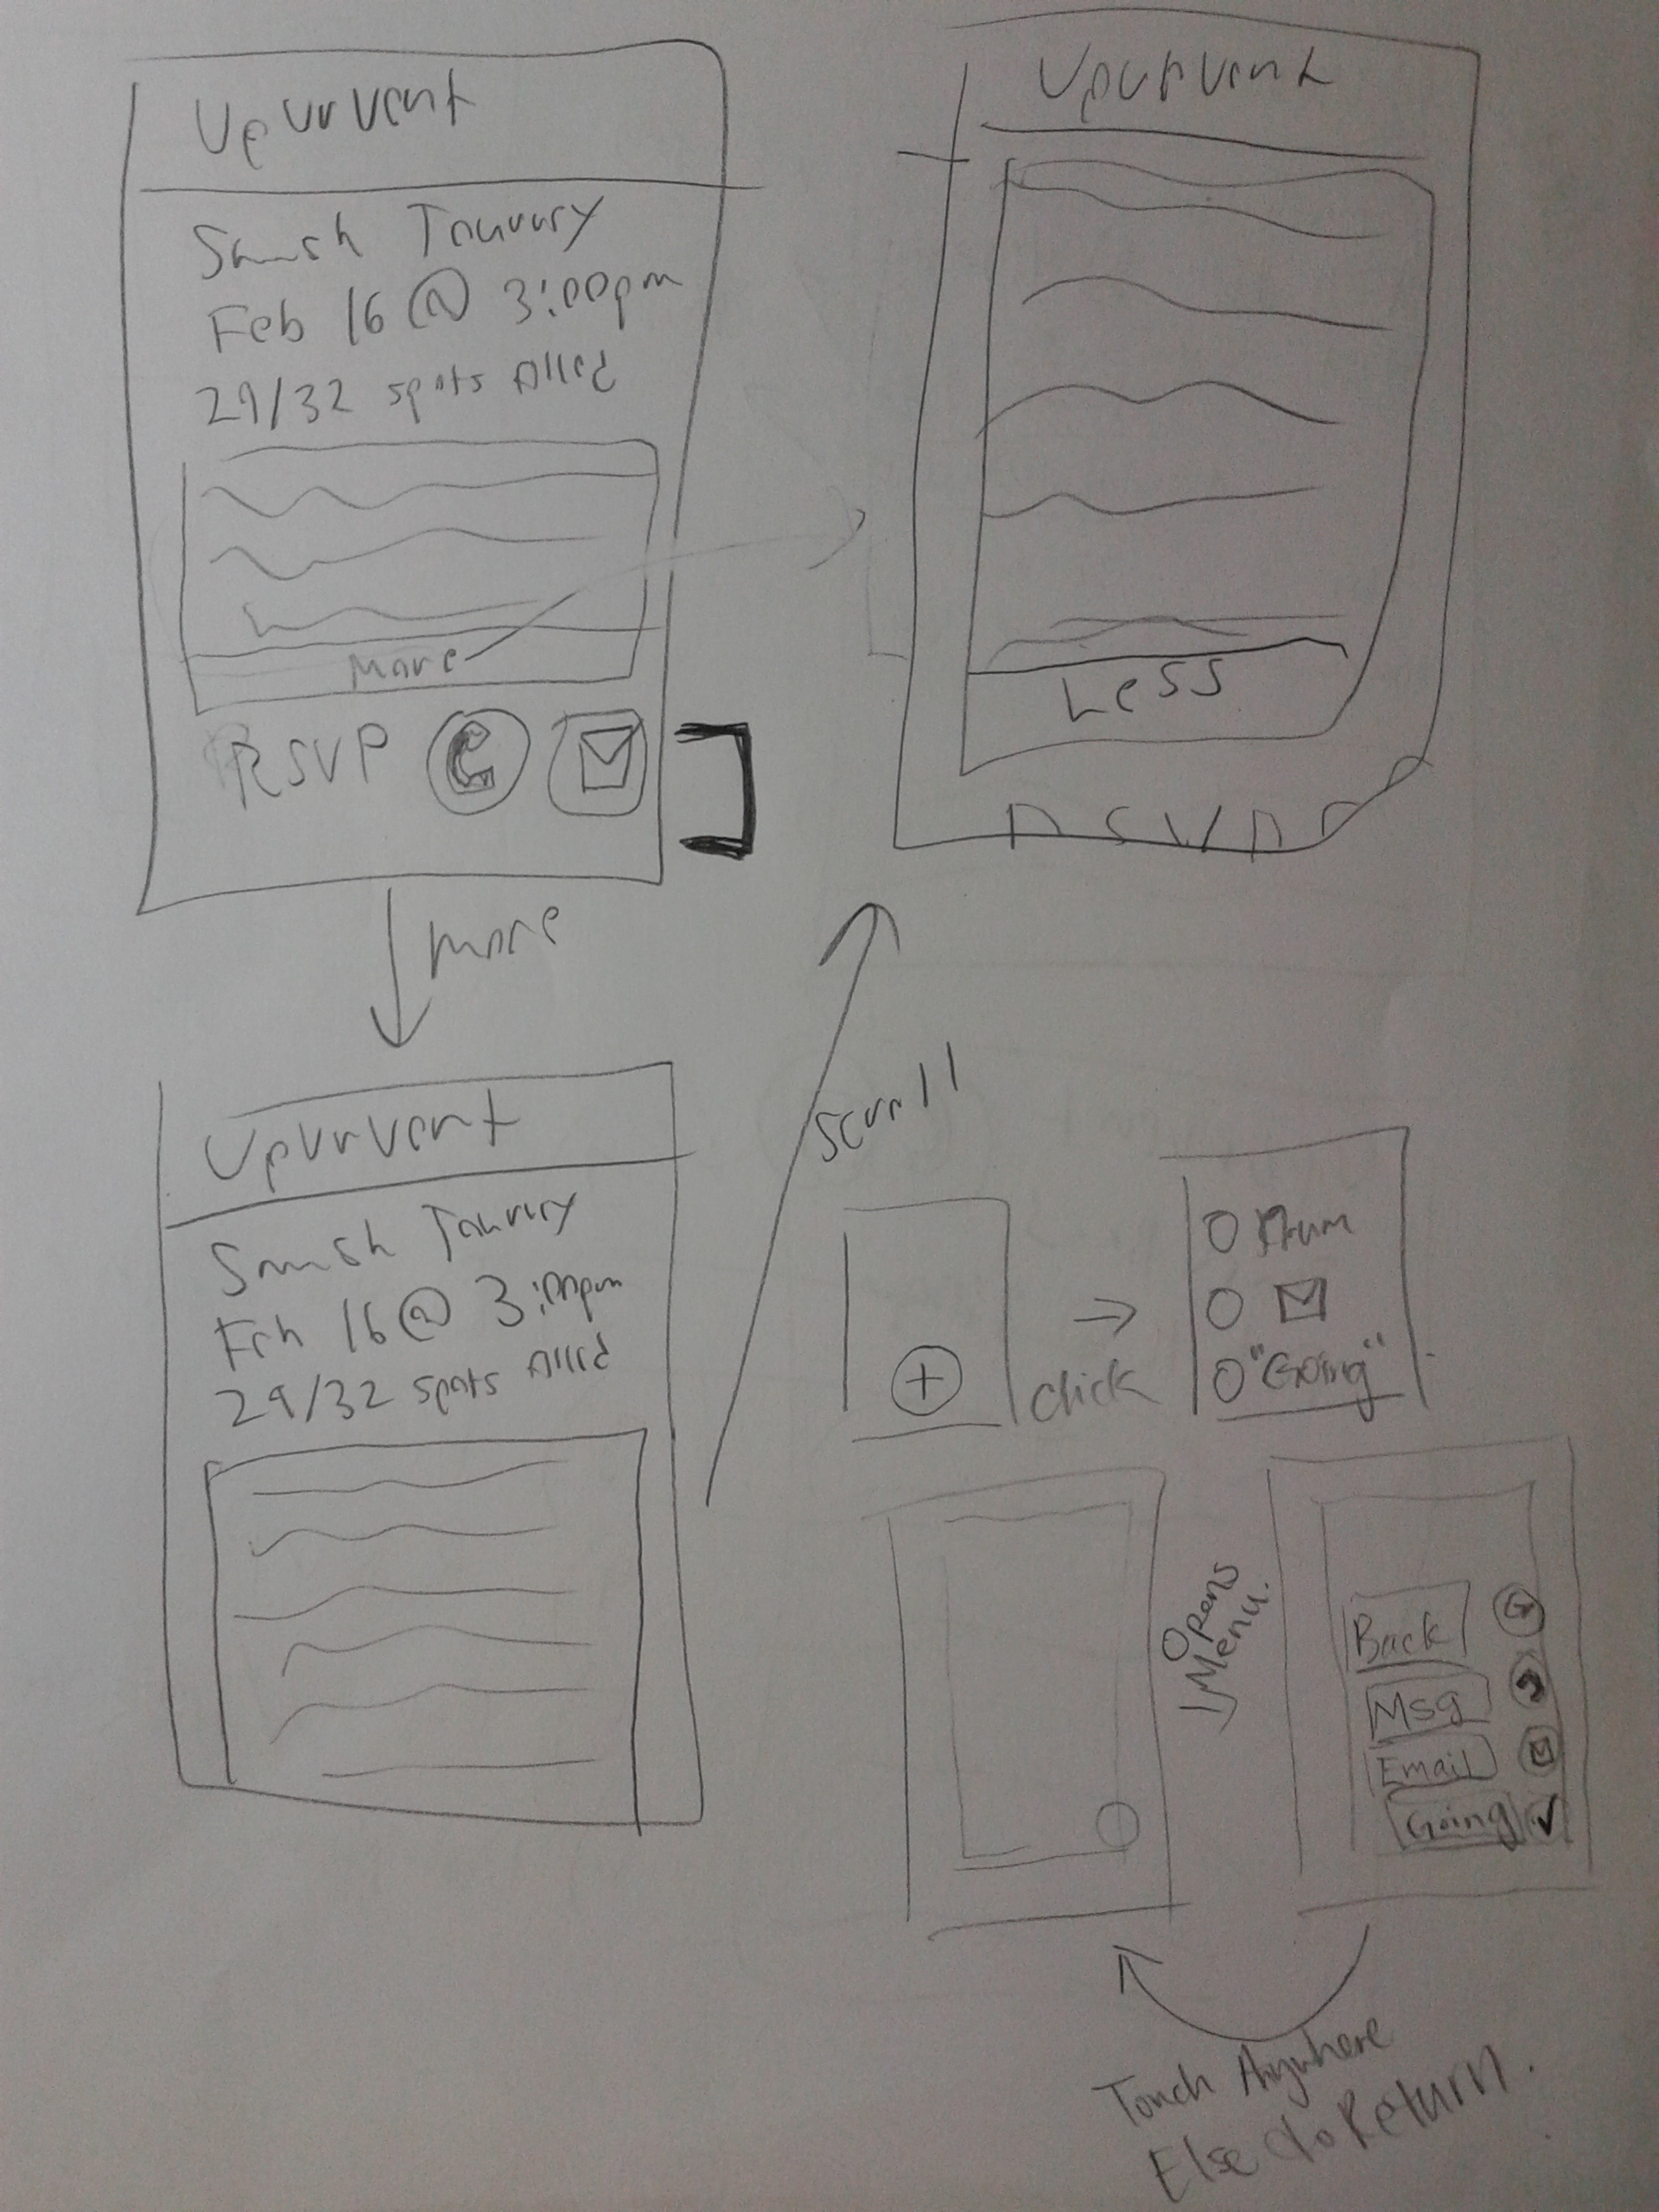 UpurVent
Smash Tourney
Feb 16 @ 3:00pm
29/32 spots filled
More
RSVP
more
UpurVent
Less
RSVP
UpurVent
Smash Tourney
Feb 16 @ 3:00pm
29/32 spots filled
Scroll
click
"Going"
Opens
Menu.
Back
Msg
Email
Going
Touch Anywhere
Else to Return.